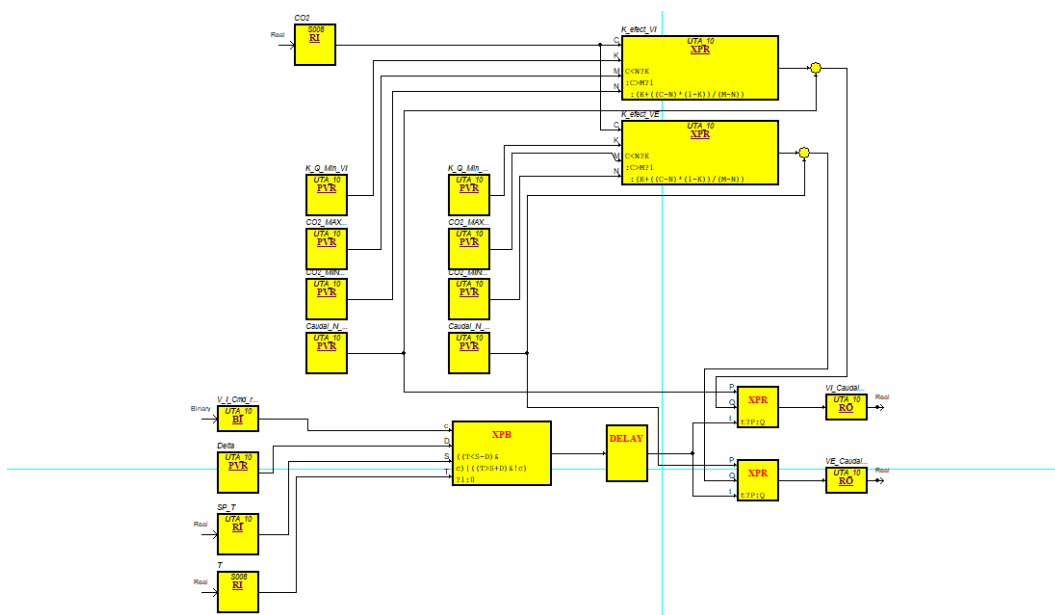 CO2
S008
RI
Real
K_efect_VI
UTA_10
XPR
C
K
M
N
C<N?K
:C>M?1
:(K+((C-N)*(1-K))/(M-N))
K_efect_VE
UTA_10
XPR
C
K
M
N
C<N?K
:C>M?1
:(K+((C-N)*(1-K))/(M-N))
K_Q_Min_VI
UTA_10
PVR
K_Q_Min_...
UTA_10
PVR
CO2_MAX...
UTA_10
PVR
CO2_MAX...
UTA_10
PVR
CO2_MIN...
UTA_10
PVR
CO2_MIN...
UTA_10
PVR
Caudal_N_...
UTA_10
PVR
Caudal_N_...
UTA_10
PVR
V_I_Cmd_r...
Binary
UTA_10
BI
Delta
UTA_10
PVR
SP_T
Real
UTA_10
RI
T
Real
S008
RI
c
D
S
T
XPB
((T<S-D)&
c)|((T>S+D)&!c)
?1:0
DELAY
P
Q
t
XPR
t?P:Q
VI_Caudal...
UTA_10
RO
Real
P
Q
t
XPR
t?P:Q
VE_Caudal...
UTA_10
RO
Real